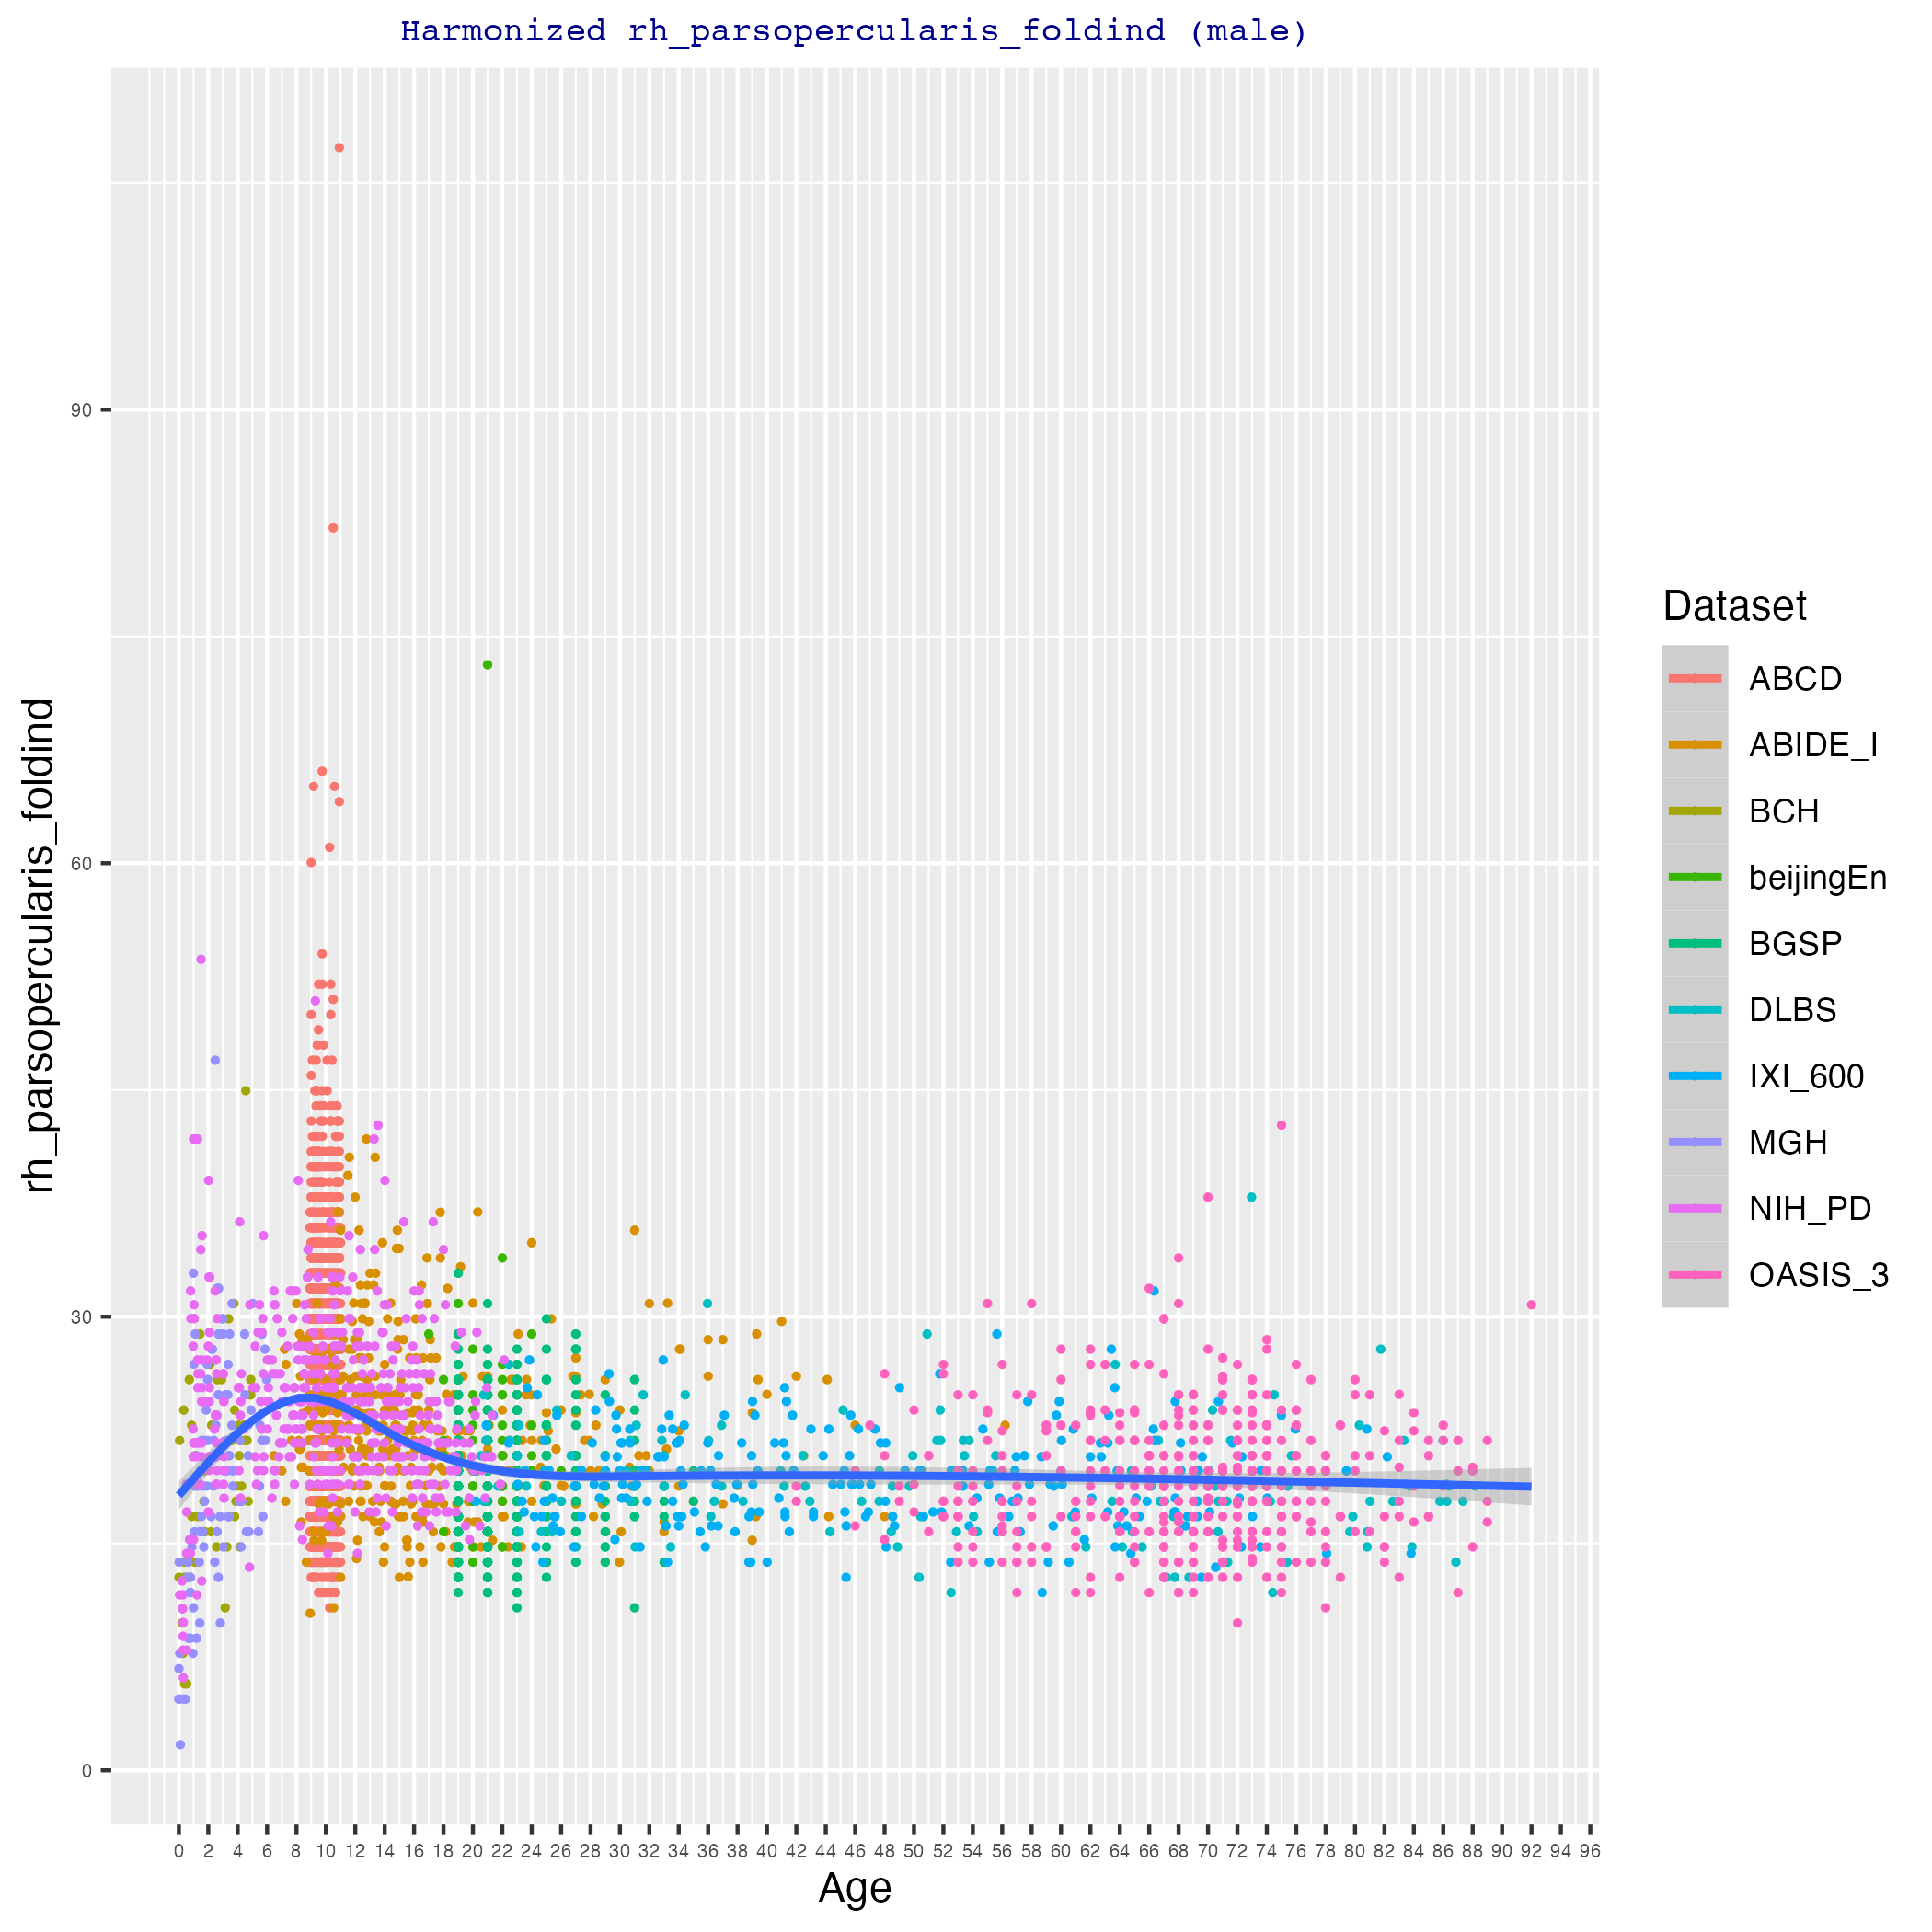 Harmonized rh_parsopercularis_foldind (male)
rh_parsopercularis_foldind
90
60
30
0
0 2 4 6 8 10 12 14 16 18 20 22 24 26 28 30 32 34 36 38 40 42 44 46 48 50 52 54 56 58 60 62 64 66 68 70 72 74 76 78 80 82 84 86 88 90 92 94 96
Age
Dataset
ABCD
ABIDE_I
BCH
beijingEn
BGSP
DLBS
IXI_600
MGH
NIH_PD
OASIS_3